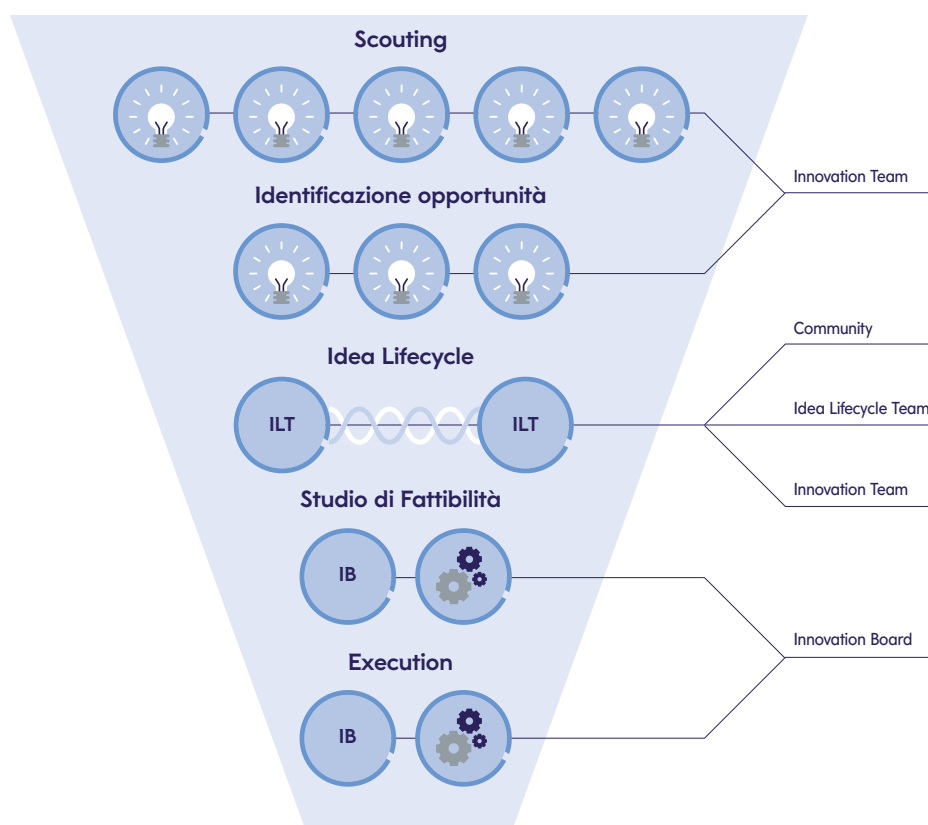 Scouting
Innovation Team
Identificazione opportunità
Community
Idea Lifecycle
ILT
ILT
Idea Lifecycle Team
Innovation Team
Studio di Fattibilità
IB
Innovation Board
Execution
IB